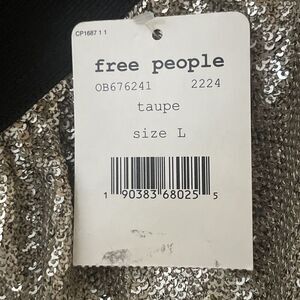 CP1687 1 1
free people
OB676241 2224
taupe
size L
1 90383 68025 5